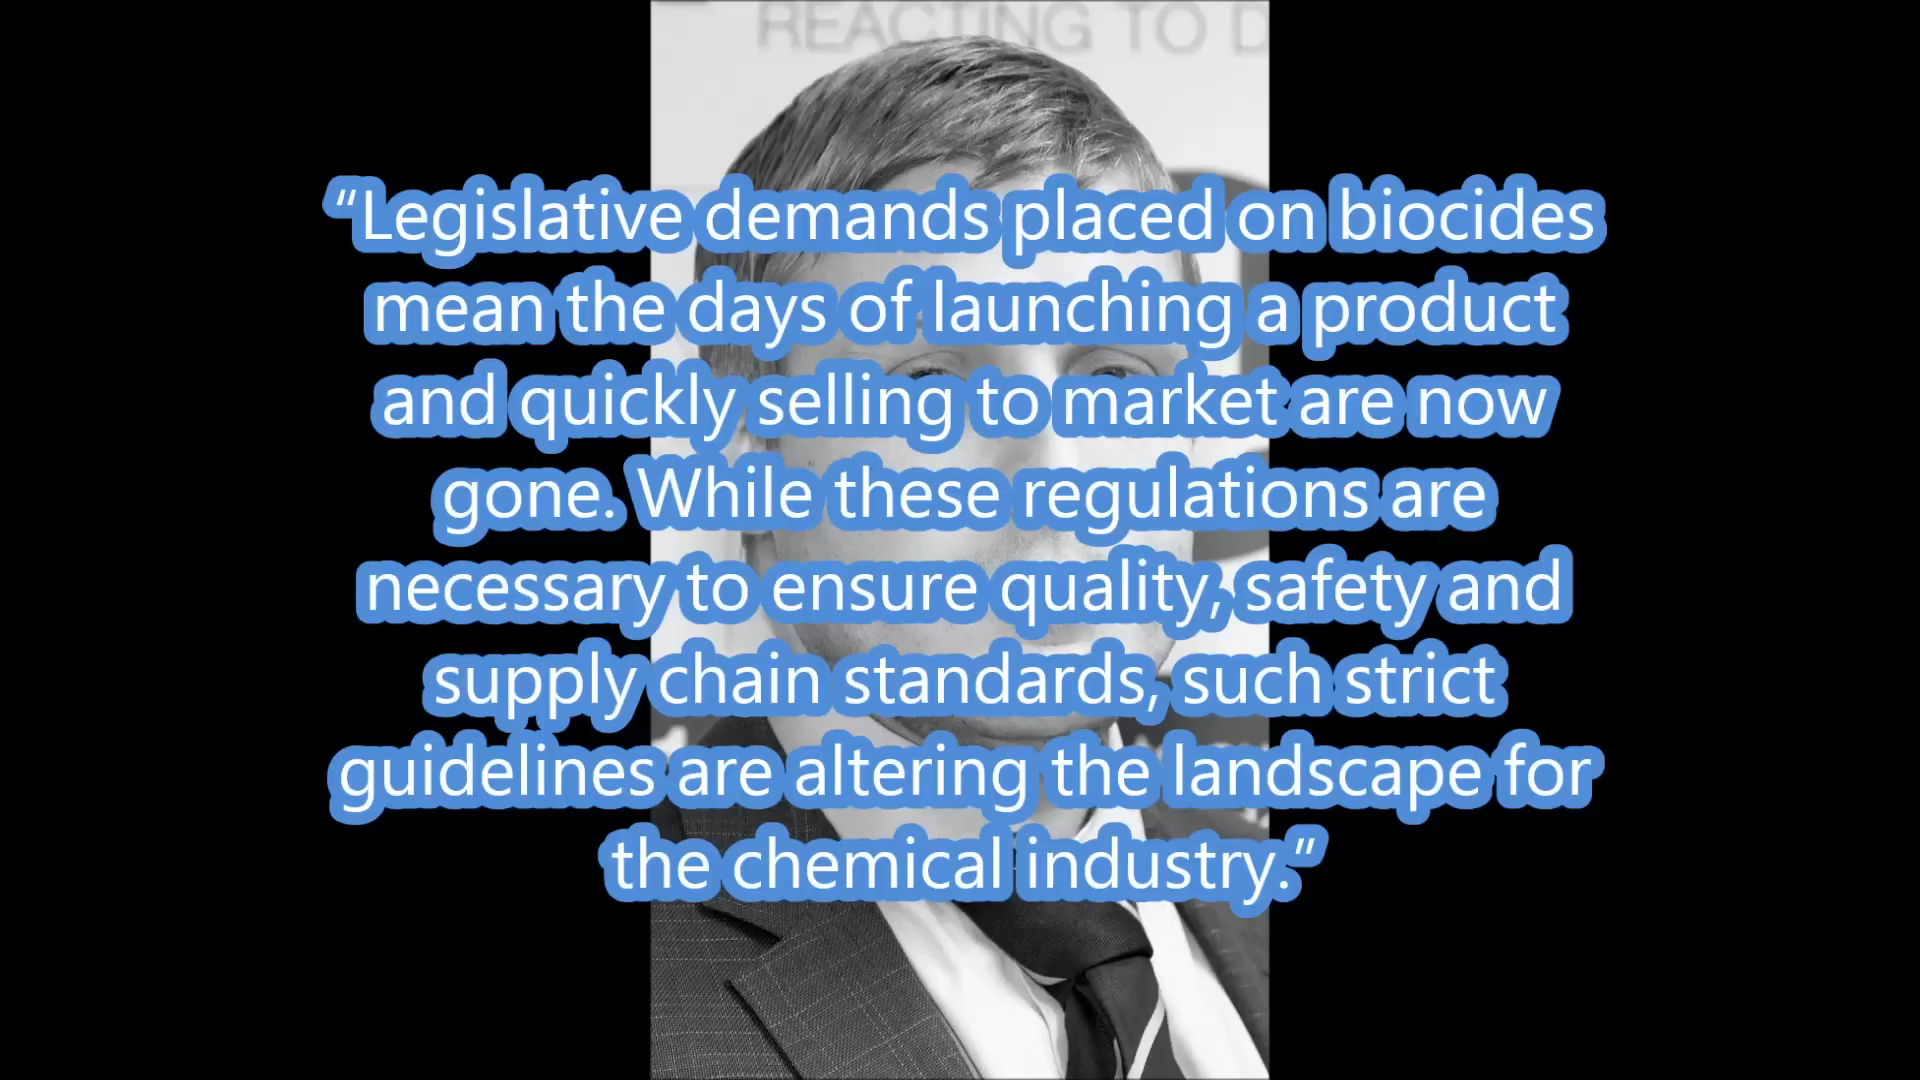 REACTING TO D
“Legislative demands placed on biocides
mean the days of launching a product
and quickly selling to market are now
gone. While these regulations are
necessary to ensure quality, safety and
supply chain standards, such strict
guidelines are altering the landscape for
the chemical industry.”